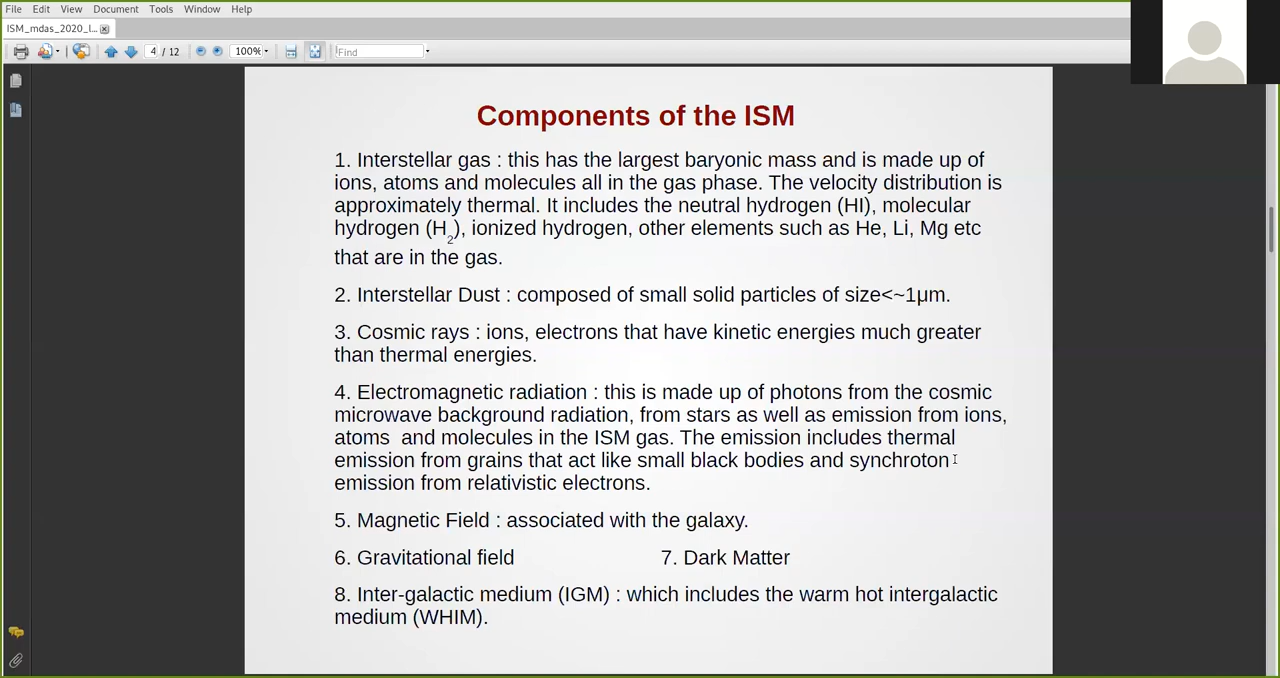 File Edit View Document Tools Window Help
ISM_mdas_2020_l...
4 / 12 100% Find
Components of the ISM
1. Interstellar gas : this has the largest baryonic mass and is made up of
ions, atoms and molecules all in the gas phase. The velocity distribution is
approximately thermal. It includes the neutral hydrogen (HI), molecular
hydrogen (H2), ionized hydrogen, other elements such as He, Li, Mg etc
that are in the gas.
2. Interstellar Dust : composed of small solid particles of size<~1μm.
3. Cosmic rays : ions, electrons that have kinetic energies much greater
than thermal energies.
4. Electromagnetic radiation : this is made up of photons from the cosmic
microwave background radiation, from stars as well as emission from ions,
atoms  and molecules in the ISM gas. The emission includes thermal
emission from grains that act like small black bodies and synchroton
emission from relativistic electrons.
5. Magnetic Field : associated with the galaxy.
6. Gravitational field 7. Dark Matter
8. Inter-galactic medium (IGM) : which includes the warm hot intergalactic
medium (WHIM).